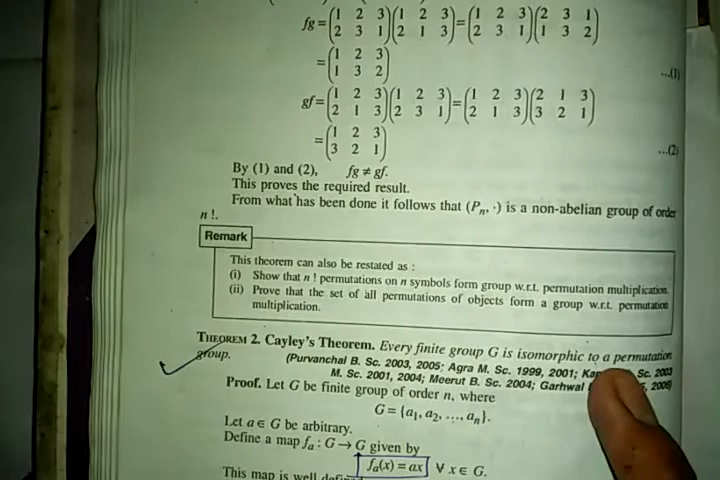 fg = (1 2 3 / 2 3 1)(1 2 3 / 2 1 3) = (1 2 3 / 2 3 1)(2 3 1 / 1 3 2)
= (1 2 3 / 1 3 2) ...(1)
gf = (1 2 3 / 2 1 3)(1 2 3 / 2 3 1) = (1 2 3 / 2 1 3)(2 1 3 / 3 2 1)
= (1 2 3 / 3 2 1) ...(2)
By (1) and (2), fg ≠ gf.
This proves the required result.
From what has been done it follows that (Pₙ, ·) is a non-abelian group of order
n !.
Remark
This theorem can also be restated as :
(i) Show that n ! permutations on n symbols form group w.r.t. permutation multiplication.
(ii) Prove that the set of all permutations of objects form a group w.r.t. permutation
multiplication.
THEOREM 2. Cayley's Theorem. Every finite group G is isomorphic to a permutation
group.
(Purvanchal B. Sc. 2003, 2005; Agra M. Sc. 1999, 2001; Sc. 2003
M. Sc. 2001, 2004; Meerut B. Sc. 2004; Garhwal
Proof. Let G be finite group of order n, where
G = {a₁, a₂, ...., aₙ}.
Let a ∈ G be arbitrary.
Define a map fₐ : G → G given by
fₐ(x) = ax ∀ x ∈ G.
This map is well